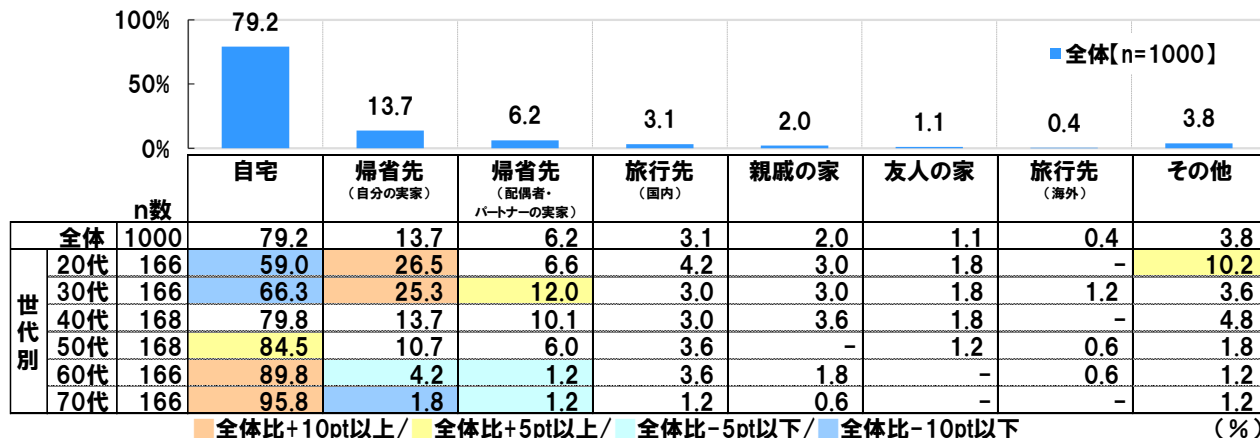 100%
50%
0%
79.2 13.7 6.2 3.1 2.0 1.1 0.4 3.8
■全体【n=1000】
n数 自宅 帰省先（自分の実家） 帰省先（配偶者・パートナーの実家） 旅行先（国内） 親戚の家 友人の家 旅行先（海外） その他
全体 1000 79.2 13.7 6.2 3.1 2.0 1.1 0.4 3.8
世代別
20代 166 59.0 26.5 6.6 4.2 3.0 1.8 - 10.2
30代 166 66.3 25.3 12.0 3.0 3.0 1.8 1.2 3.6
40代 168 79.8 13.7 10.1 3.0 3.6 1.8 - 4.8
50代 168 84.5 10.7 6.0 3.6 - 1.2 0.6 1.8
60代 166 89.8 4.2 1.2 3.6 1.8 - 0.6 1.2
70代 166 95.8 1.8 1.2 1.2 0.6 - - 1.2
■全体比+10pt以上/■全体比+5pt以上/■全体比-5pt以下/■全体比-10pt以下 （%）